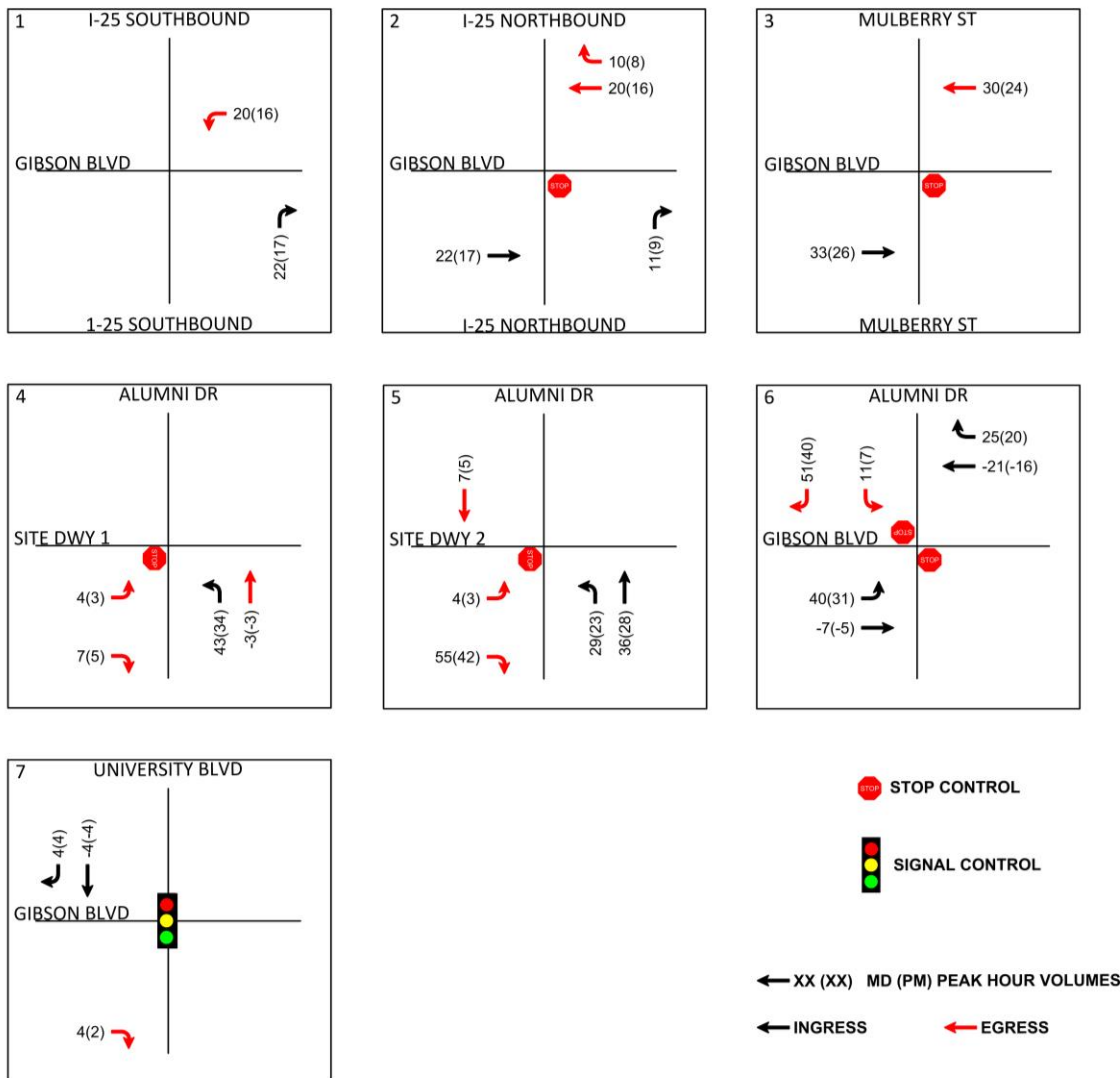 1
I-25 SOUTHBOUND
20(16)
GIBSON BLVD
22(17)
1-25 SOUTHBOUND
2
I-25 NORTHBOUND
10(8)
20(16)
GIBSON BLVD
STOP
22(17)
11(9)
I-25 NORTHBOUND
3
MULBERRY ST
30(24)
GIBSON BLVD
STOP
33(26)
MULBERRY ST
4
ALUMNI DR
SITE DWY 1
STOP
4(3)
7(5)
43(34)
-3(-3)
5
ALUMNI DR
7(5)
SITE DWY 2
STOP
4(3)
55(42)
29(23)
36(28)
6
ALUMNI DR
51(40)
11(7)
25(20)
-21(-16)
STOP
GIBSON BLVD
STOP
40(31)
-7(-5)
7
UNIVERSITY BLVD
4(4)
-4(-4)
GIBSON BLVD
4(2)
STOP
STOP CONTROL
SIGNAL CONTROL
XX (XX) MD (PM) PEAK HOUR VOLUMES
INGRESS
EGRESS